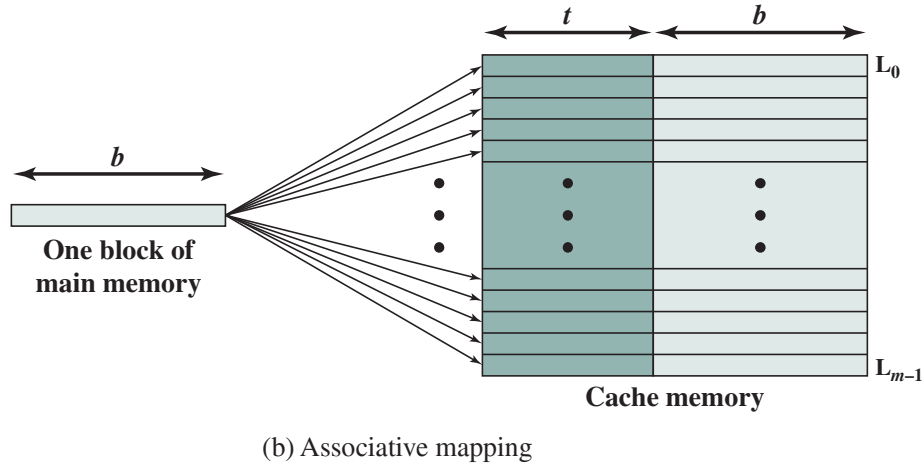 t b
L₀
b
One block of
main memory
Lₘ₋₁
Cache memory
(b) Associative mapping